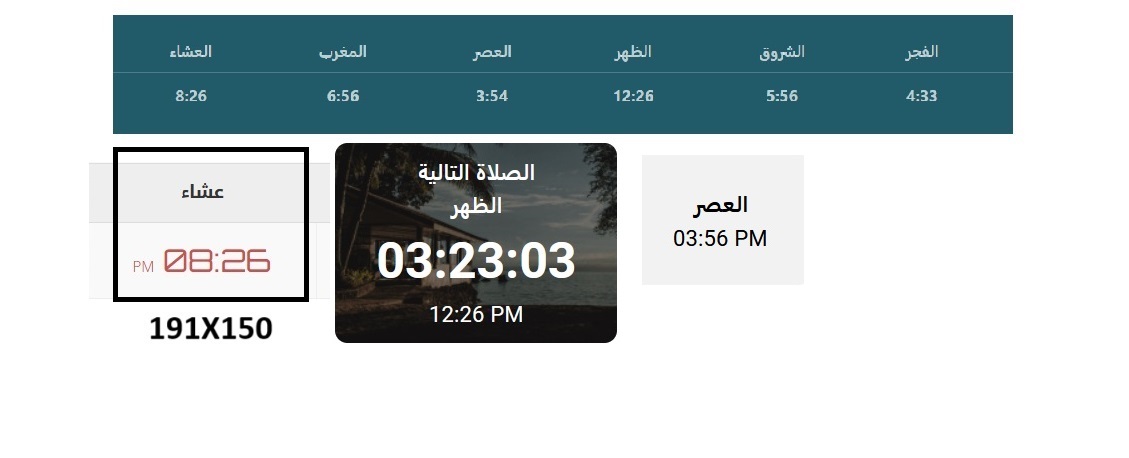 الفجر الشروق الظهر العصر المغرب العشاء
4:33 5:56 12:26 3:54 6:56 8:26
عشاء
08:26 PM
191X150
الصلاة التالية
الظهر
03:23:03
12:26 PM
العصر
03:56 PM